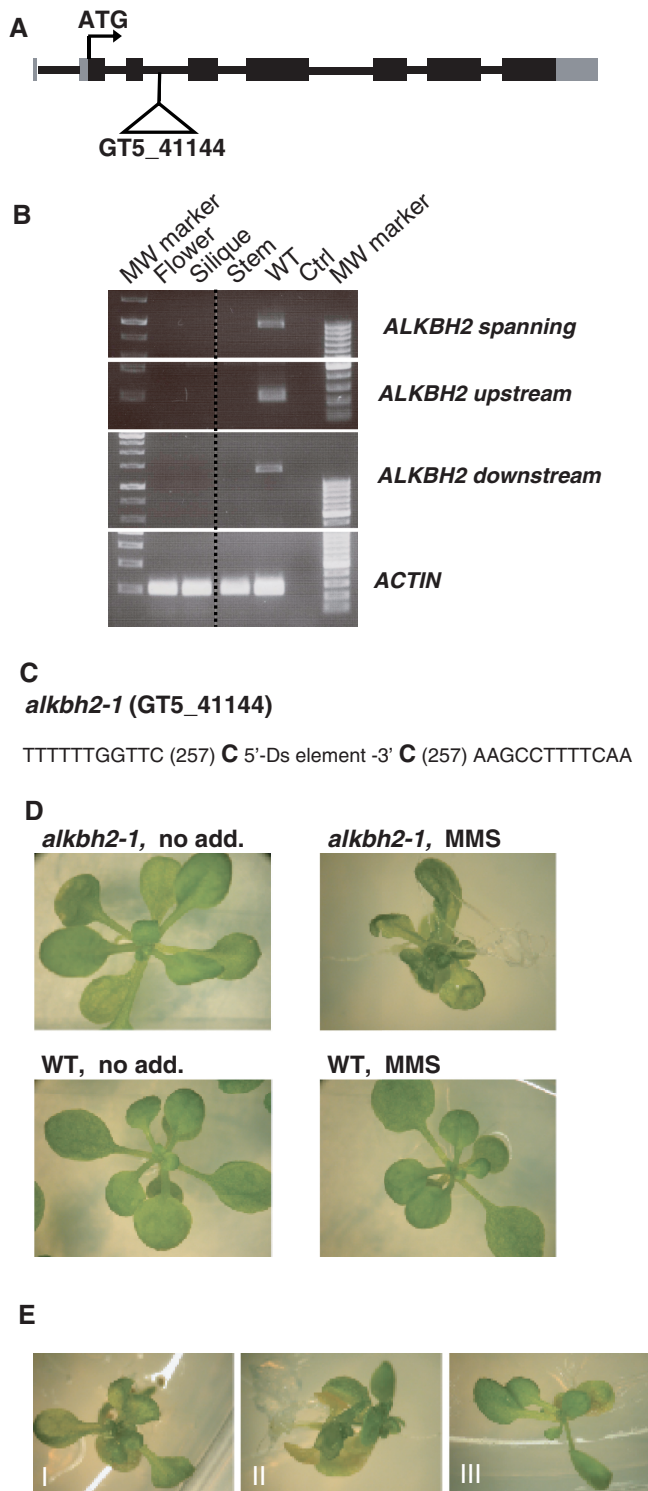 A
ATG
GT5_41144
B
MW marker
Flower
Silique
Stem
WT
Ctrl
MW marker
ALKBH2 spanning
ALKBH2 upstream
ALKBH2 downstream
ACTIN
C
alkbh2-1 (GT5_41144)
TTTTTTGGTTC (257) C 5'-Ds element -3' C (257) AAGCCTTTTCAA
D
alkbh2-1, no add.
alkbh2-1, MMS
WT, no add.
WT, MMS
E
I
II
III